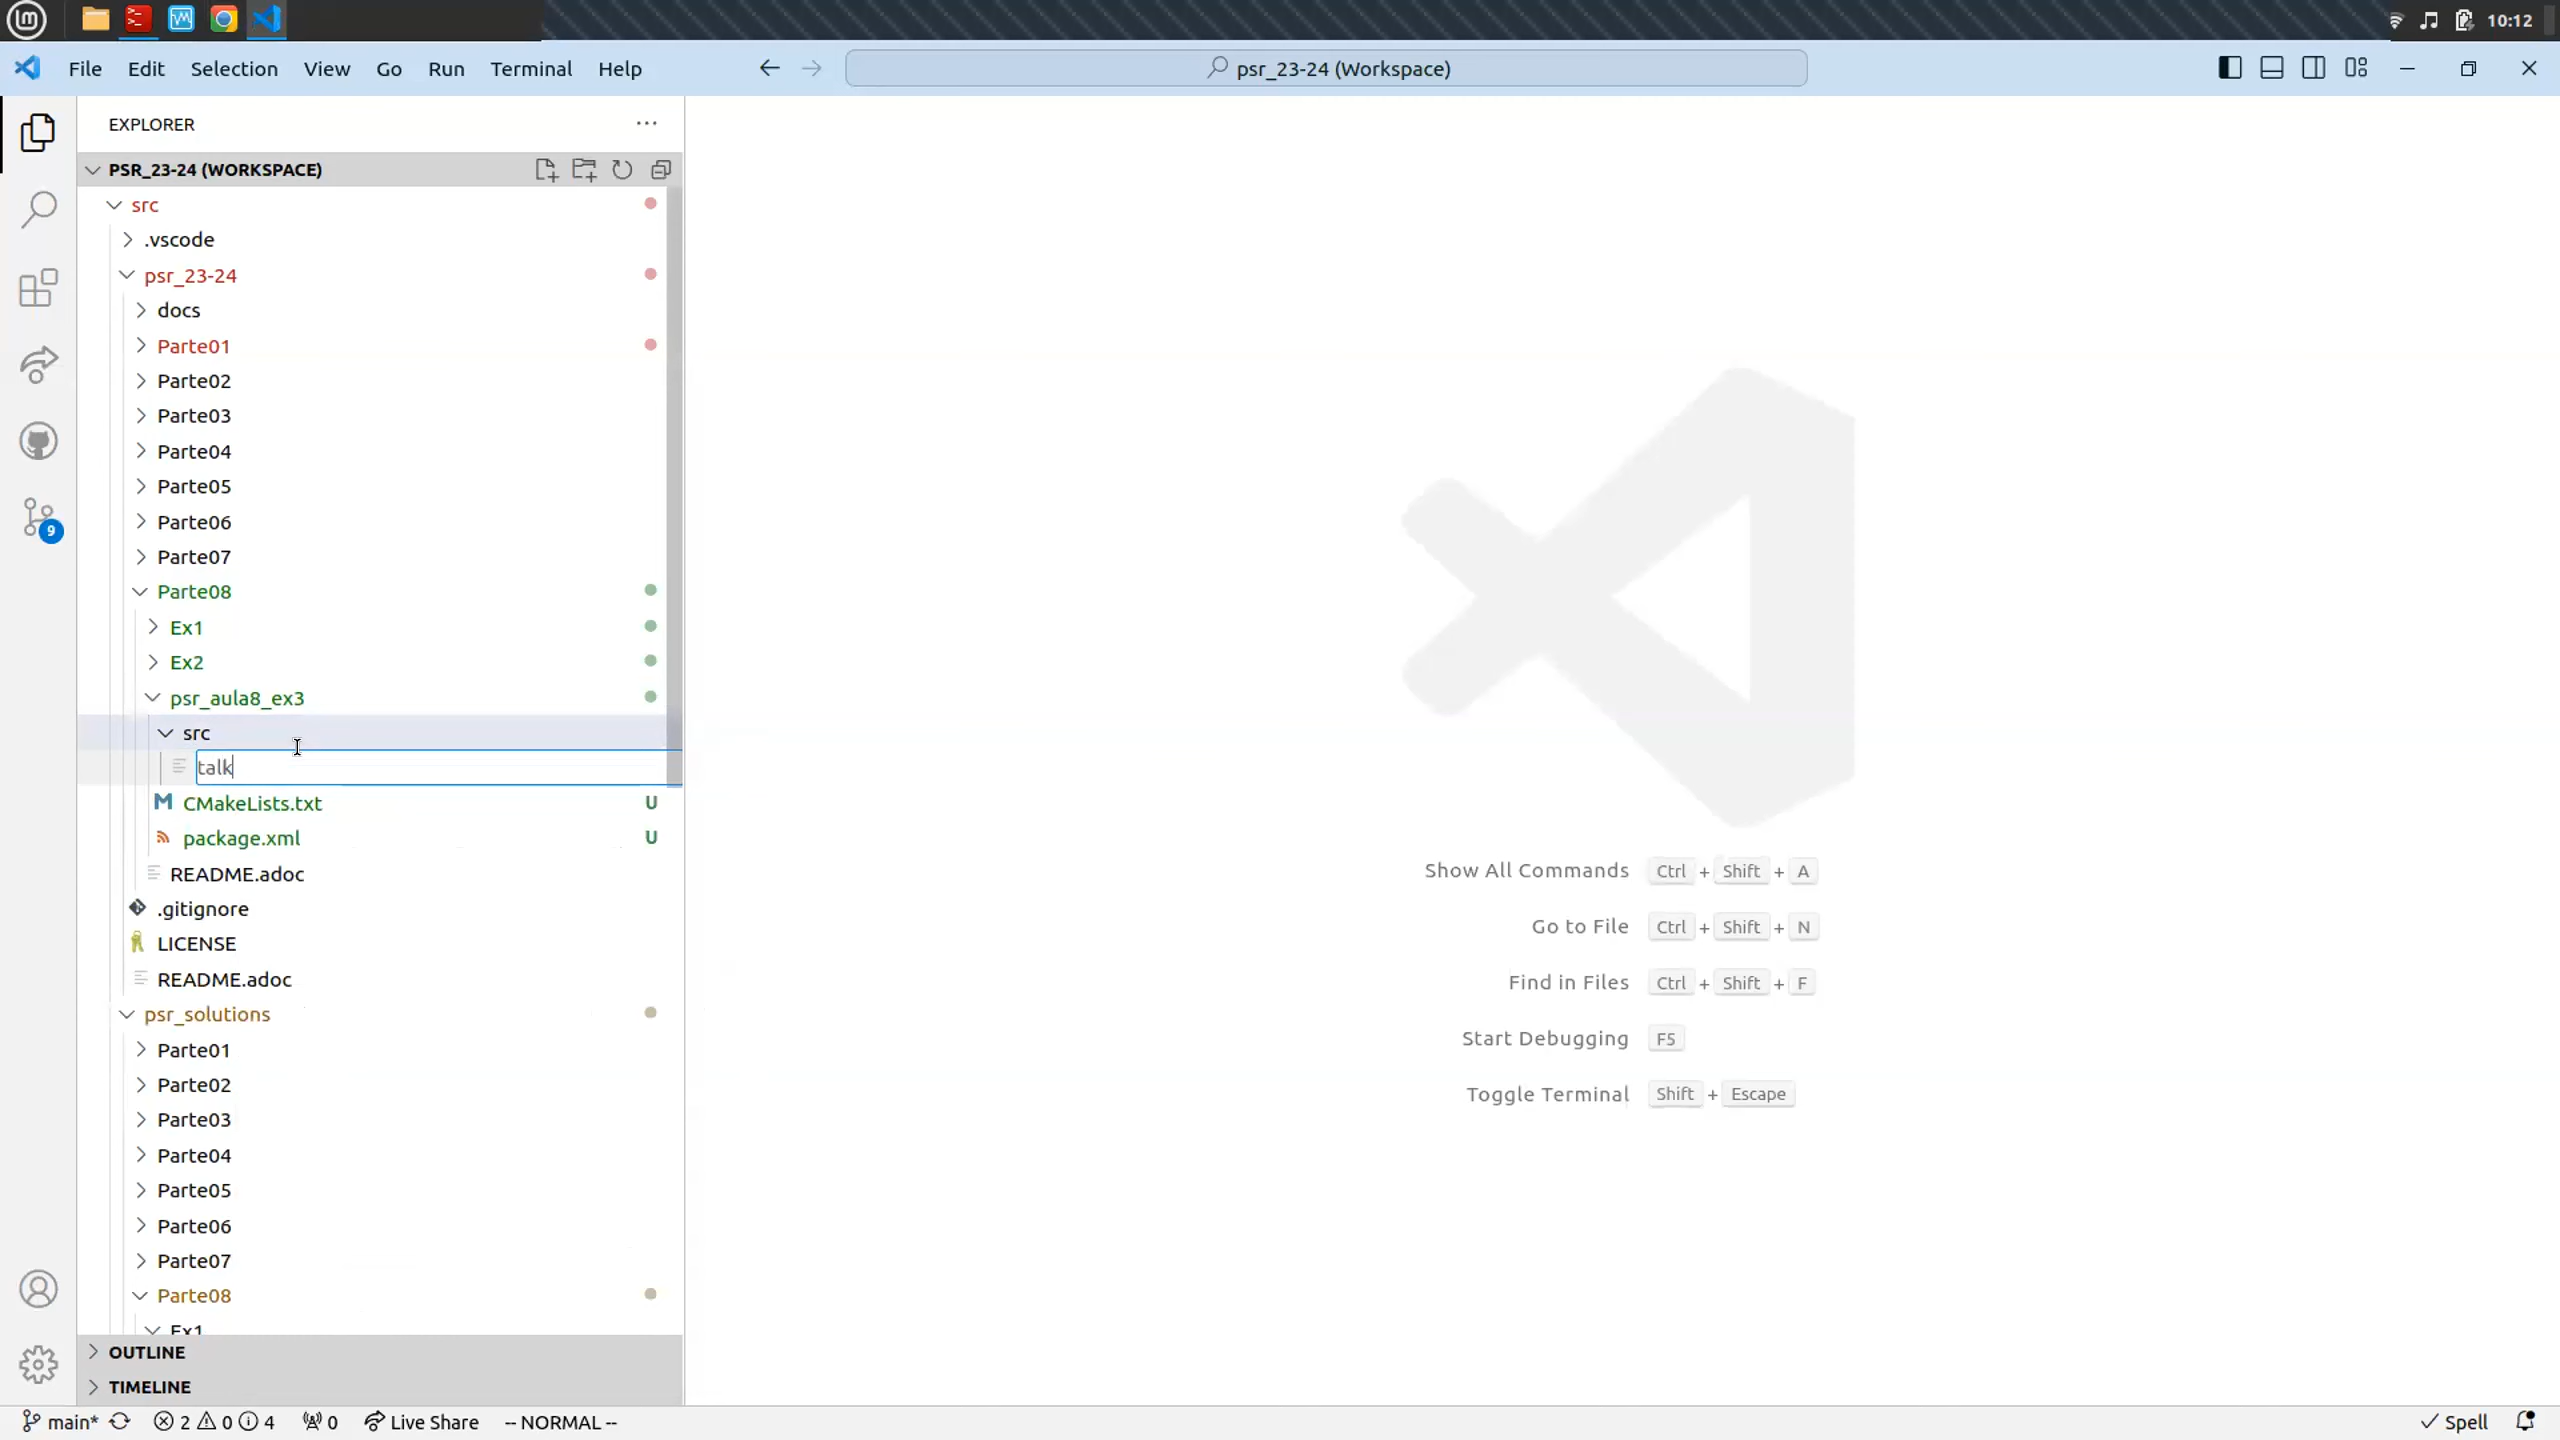 10:12
File Edit Selection View Go Run Terminal Help
psr_23-24 (Workspace)
EXPLORER
PSR_23-24 (WORKSPACE)
src
.vscode
psr_23-24
docs
Parte01
Parte02
Parte03
Parte04
Parte05
Parte06
Parte07
Parte08
Ex1
Ex2
psr_aula8_ex3
src
talk
CMakeLists.txt U
package.xml U
README.adoc
.gitignore
LICENSE
README.adoc
psr_solutions
Parte01
Parte02
Parte03
Parte04
Parte05
Parte06
Parte07
Parte08
Ex1
OUTLINE
TIMELINE
9
Show All Commands Ctrl + Shift + A
Go to File Ctrl + Shift + N
Find in Files Ctrl + Shift + F
Start Debugging F5
Toggle Terminal Shift + Escape
main* 2 0 4 0 Live Share -- NORMAL -- Spell